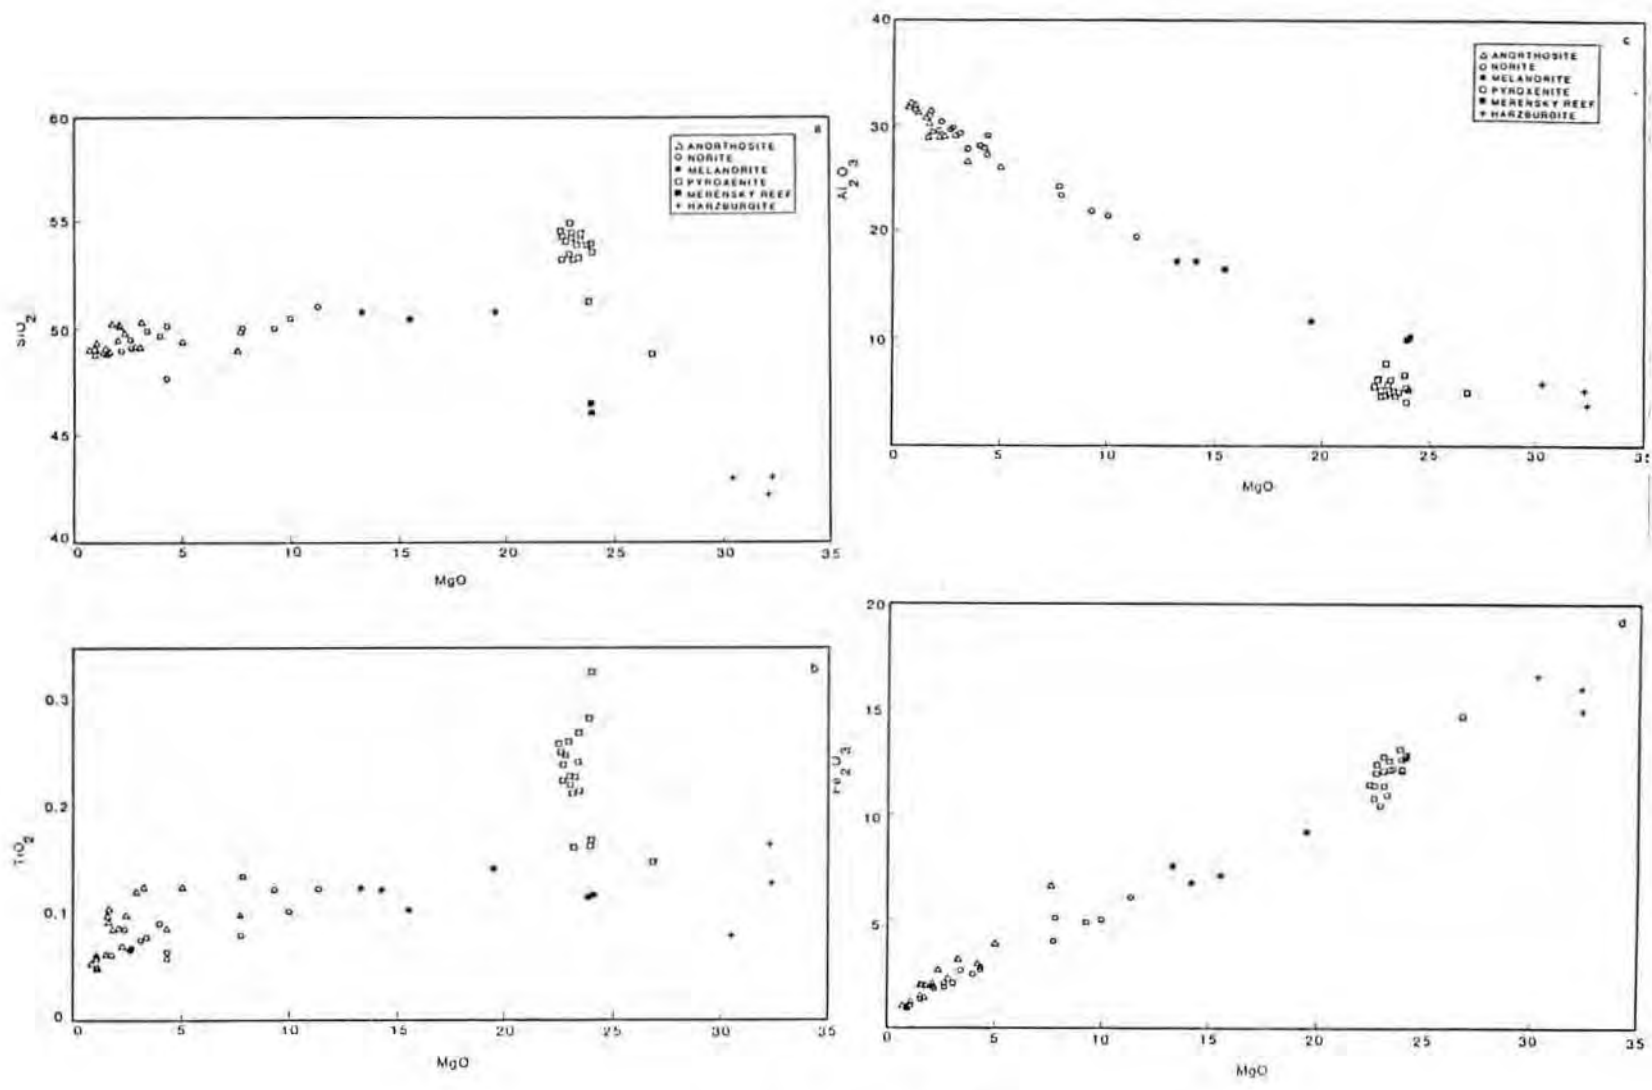 a
60
55
50
45
40
SiO2
△ ANORTHOSITE
○ NORITE
● MELANORITE
□ PYROXENITE
■ MERENSKY REEF
+ HARZBURGITE
0 5 10 15 20 25 30 35
MgO
b
0.3
0.2
0.1
0
TiO2
0 5 10 15 20 25 30 35
MgO
c
40
30
20
10
Al2O3
△ ANORTHOSITE
○ NORITE
● MELANORITE
□ PYROXENITE
■ MERENSKY REEF
+ HARZBURGITE
0 5 10 15 20 25 30
MgO
d
20
15
10
5
Fe2O3
0 5 10 15 20 25 30 35
MgO